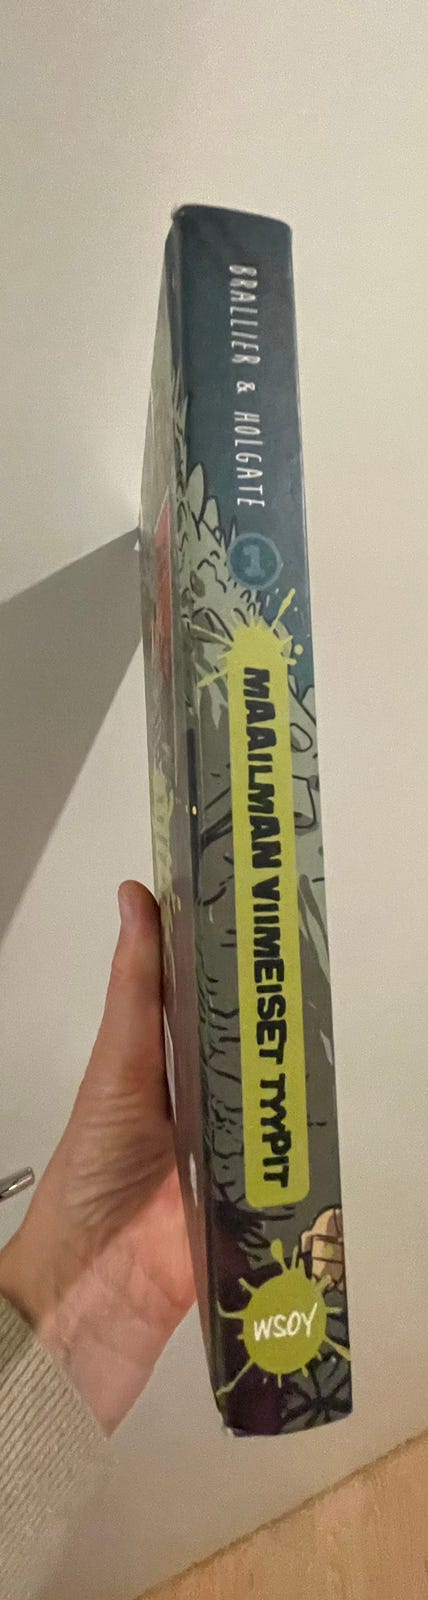 BRALLIER & HOLGATE
1
MAAILMAN VIIMEISET TYYPIT
WSOY